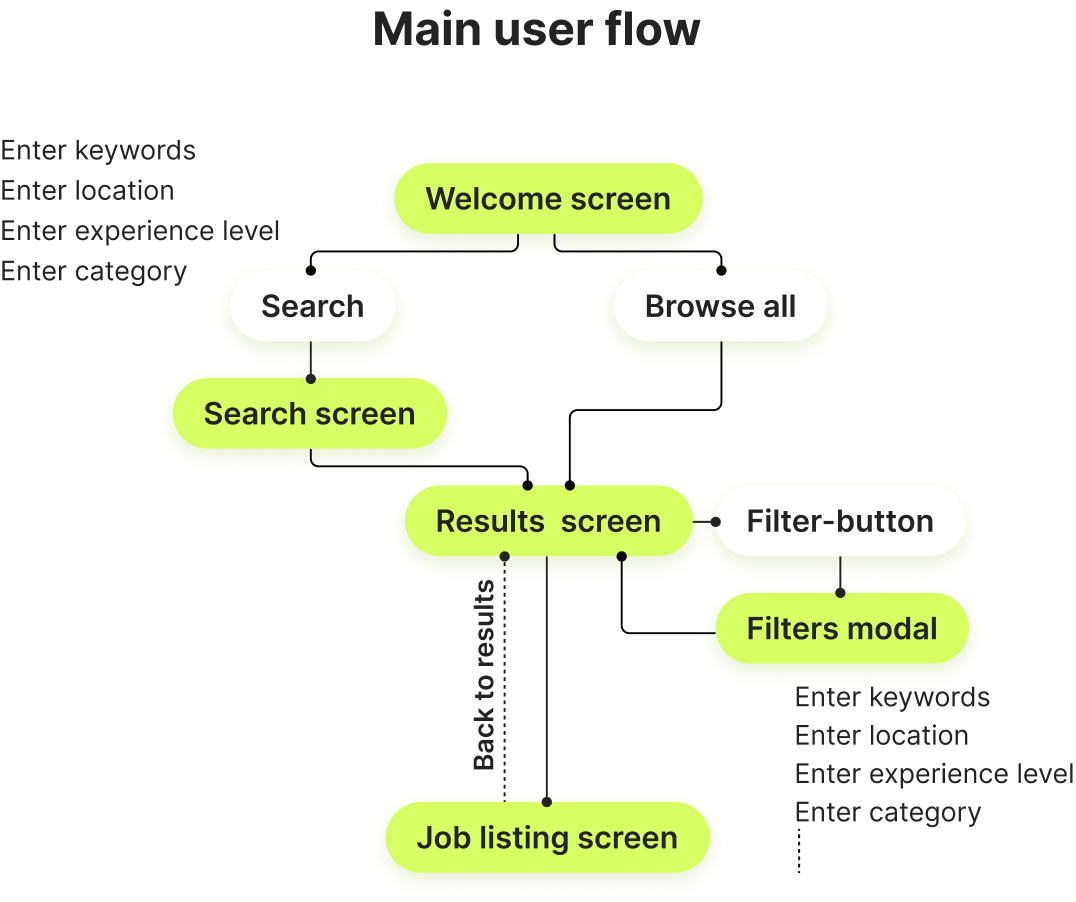 Main user flow
Enter keywords
Enter location
Enter experience level
Enter category
Welcome screen
Search
Browse all
Search screen
Results  screen
Filter-button
Back to results
Filters modal
Enter keywords
Enter location
Enter experience level
Enter category
Job listing screen